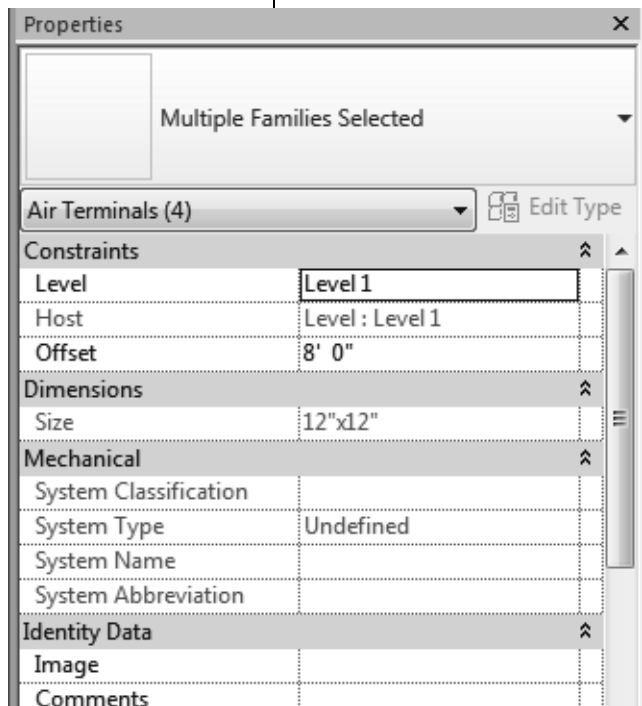 Properties
Multiple Families Selected
Air Terminals (4) Edit Type
Constraints
Level Level 1
Host Level : Level 1
Offset 8' 0"
Dimensions
Size 12"x12"
Mechanical
System Classification
System Type Undefined
System Name
System Abbreviation
Identity Data
Image
Comments